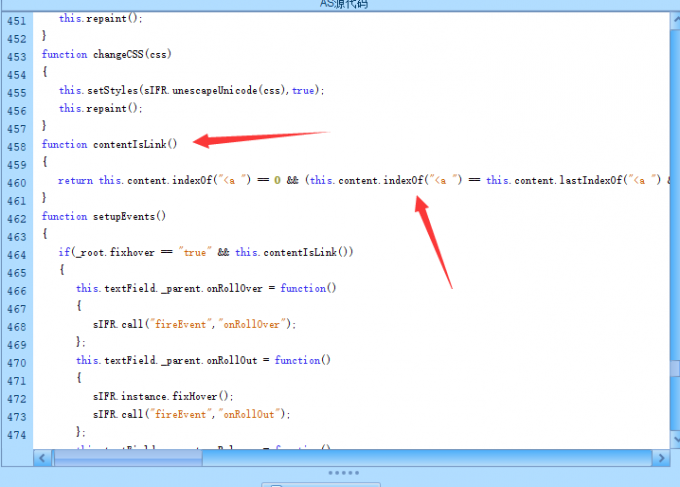 AS源代码
451 this.repaint();
452 }
453 function changeCSS(css)
454 {
455 this.setStyles(sIFR.unescapeUnicode(css),true);
456 this.repaint();
457 }
458 function contentIsLink()
459 {
460 return this.content.indexOf("<a ") == 0 && (this.content.indexOf("<a ") == this.content.lastIndexOf("<a ") &
461 }
462 function setupEvents()
463 {
464 if(_root.fixhover == "true" && this.contentIsLink())
465 {
466 this.textField._parent.onRollOver = function()
467 {
468 sIFR.call("fireEvent","onRollOver");
469 };
470 this.textField._parent.onRollOut = function()
471 {
472 sIFR.instance.fixHover();
473 sIFR.call("fireEvent","onRollOut");
474 };